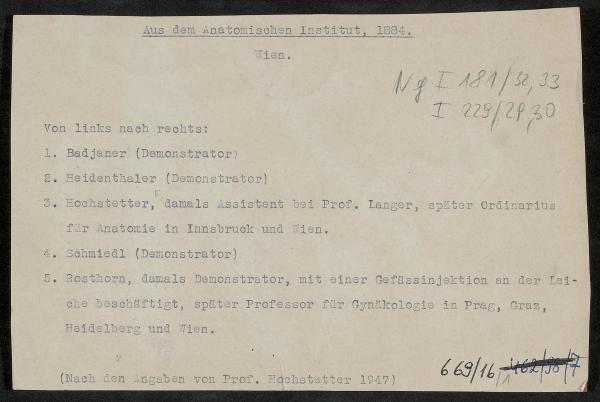 Aus dem Anatomischen Institut, 1884.
Wien.
Ng I 181/32,33
I 229/29,30
Von links nach rechts:
1. Badjaner (Demonstrator)
2. Heidenthaler (Demonstrator)
3. Hochstetter, damals Assistent bei Prof. Langer, später Ordinarius
für Anatomie in Innsbruck und Wien.
4. Schmiedl (Demonstrator)
5. Rosthorn, damals Demonstrator, mit einer Gefässinjektion an der Lei-
che beschäftigt, später Professor für Gynäkologie in Prag, Graz,
Heidelberg und Wien.
669/16/1
(Nach den Angaben von Prof. Hochstetter 1947)